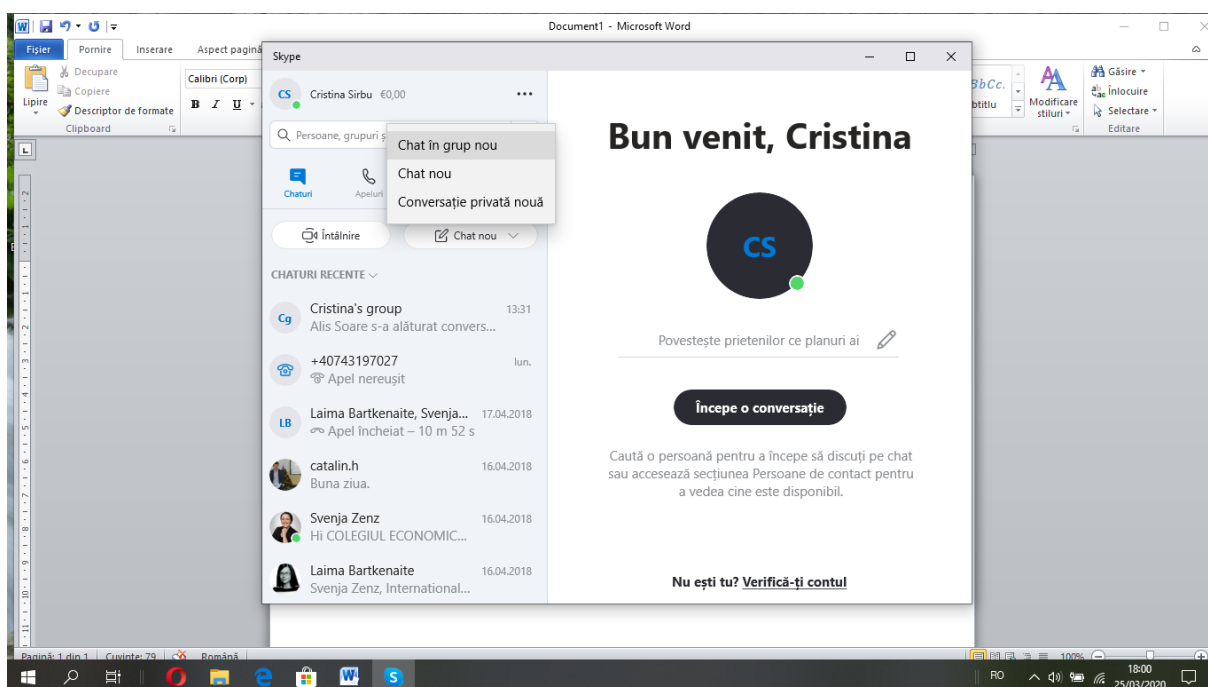 Document1 - Microsoft Word
Fișier Pornire Inserare Aspect pagină
Decupare
Copiere
Lipire
Descriptor de formate
Clipboard
Calibri (Corp)
B I U
Modificare
stiluri
Găsire
Înlocuire
Selectare
Editare
Skype
CS Cristina Sirbu €0,00
Persoane, grupuri
Chaturi Apeluri
Chat în grup nou
Chat nou
Conversație privată nouă
Întâlnire Chat nou
CHATURI RECENTE
Cg Cristina's group 13:31
Alis Soare s-a alăturat convers...
+40743197027 lun.
Apel nereușit
LB Laima Bartkenaite, Svenja... 17.04.2018
Apel încheiat – 10 m 52 s
catalin.h 16.04.2018
Buna ziua.
Svenja Zenz 16.04.2018
Hi COLEGIUL ECONOMIC...
Laima Bartkenaite 16.04.2018
Svenja Zenz, International...
Bun venit, Cristina
CS
Povestește prietenilor ce planuri ai
Începe o conversație
Caută o persoană pentru a începe să discuți pe chat
sau accesează secțiunea Persoane de contact pentru
a vedea cine este disponibil.
Nu ești tu? Verifică-ți contul
Pagină: 1 din 1 Cuvinte: 79 Română 100%
RO 18:00
25/03/2020